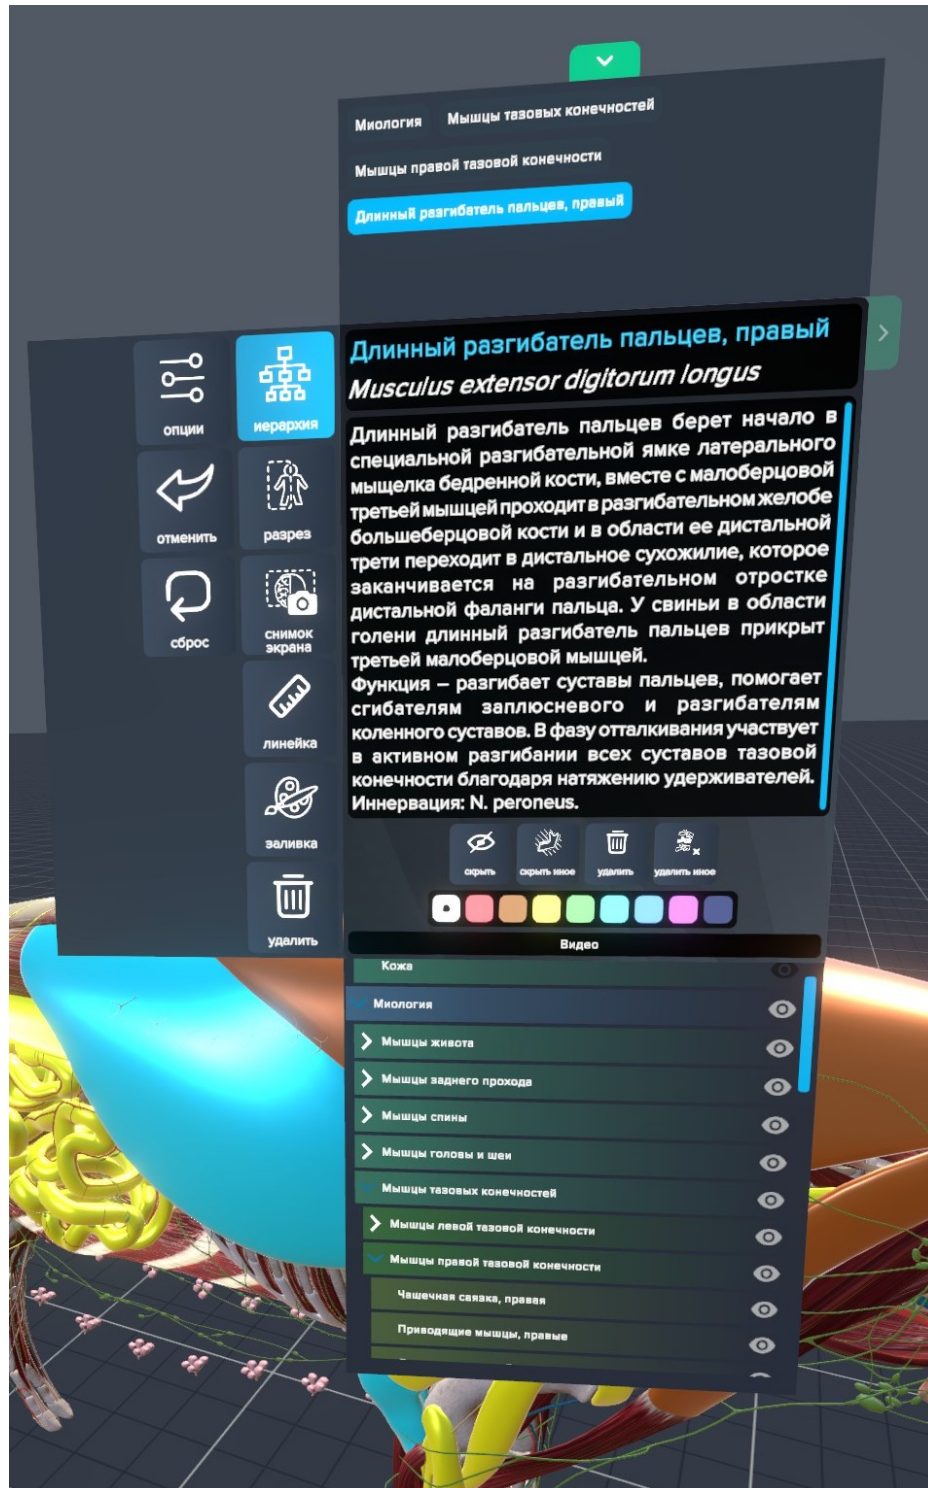 Миология Мышцы тазовых конечностей
Мышцы правой тазовой конечности
Длинный разгибатель пальцев, правый
опции
иерархия
отменить
разрез
сброс
снимок
экрана
линейка
заливка
удалить
Длинный разгибатель пальцев, правый
Musculus extensor digitorum longus
Длинный разгибатель пальцев берет начало в
специальной разгибательной ямке латерального
мыщелка бедренной кости, вместе с малоберцовой
третьей мышцей проходит в разгибательном желобе
большеберцовой кости и в области ее дистальной
трети переходит в дистальное сухожилие, которое
заканчивается на разгибательном отростке
дистальной фаланги пальца. У свиньи в области
голени длинный разгибатель пальцев прикрыт
третьей малоберцовой мышцей.
Функция – разгибает суставы пальцев, помогает
сгибателям заплюсневого и разгибателям
коленного суставов. В фазу отталкивания участвует
в активном разгибании всех суставов тазовой
конечности благодаря натяжению удерживателей.
Иннервация: N. peroneus.
скрыть
скрыть иное
удалить
удалить иное
Видео
Кожа
Миология
Мышцы живота
Мышцы заднего прохода
Мышцы спины
Мышцы головы и шеи
Мышцы тазовых конечностей
Мышцы левой тазовой конечности
Мышцы правой тазовой конечности
Чашечная связка, правая
Приводящие мышцы, правые